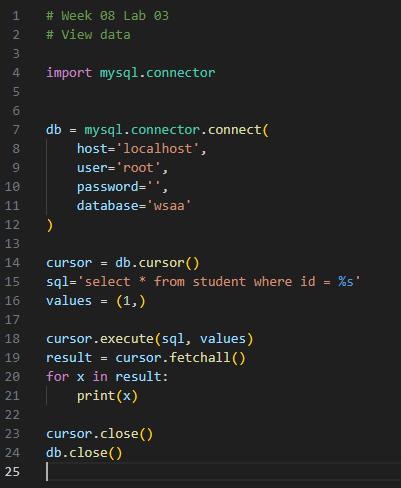 1 # Week 08 Lab 03
2 # View data
3
4 import mysql.connector
5
6
7 db = mysql.connector.connect(
8     host='localhost',
9     user='root',
10     password='',
11     database='wsaa'
12 )
13
14 cursor = db.cursor()
15 sql='select * from student where id = %s'
16 values = (1,)
17
18 cursor.execute(sql, values)
19 result = cursor.fetchall()
20 for x in result:
21     print(x)
22
23 cursor.close()
24 db.close()
25